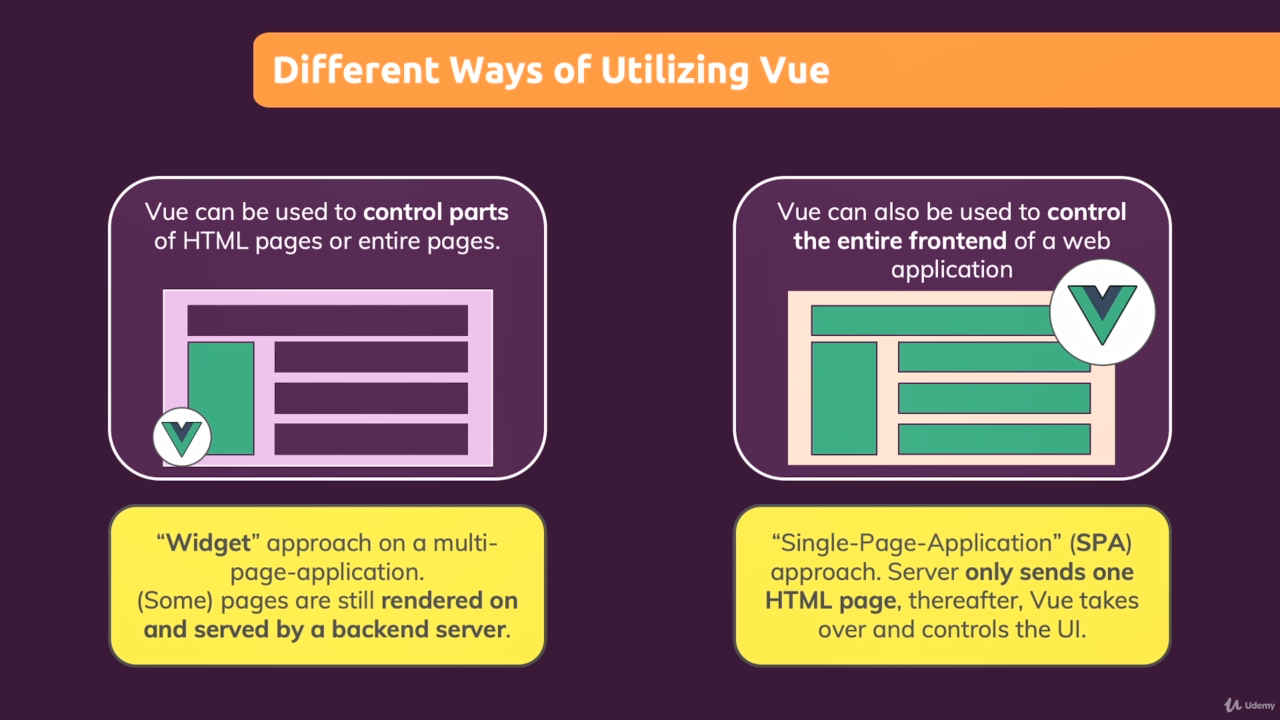 Different Ways of Utilizing Vue
Vue can be used to control parts
of HTML pages or entire pages.
“Widget” approach on a multi-
page-application.
(Some) pages are still rendered on
and served by a backend server.
Vue can also be used to control
the entire frontend of a web
application
“Single-Page-Application” (SPA)
approach. Server only sends one
HTML page, thereafter, Vue takes
over and controls the UI.
Udemy